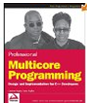 Professional
Multicore
Programming
Design and Implementation for C++ Developers